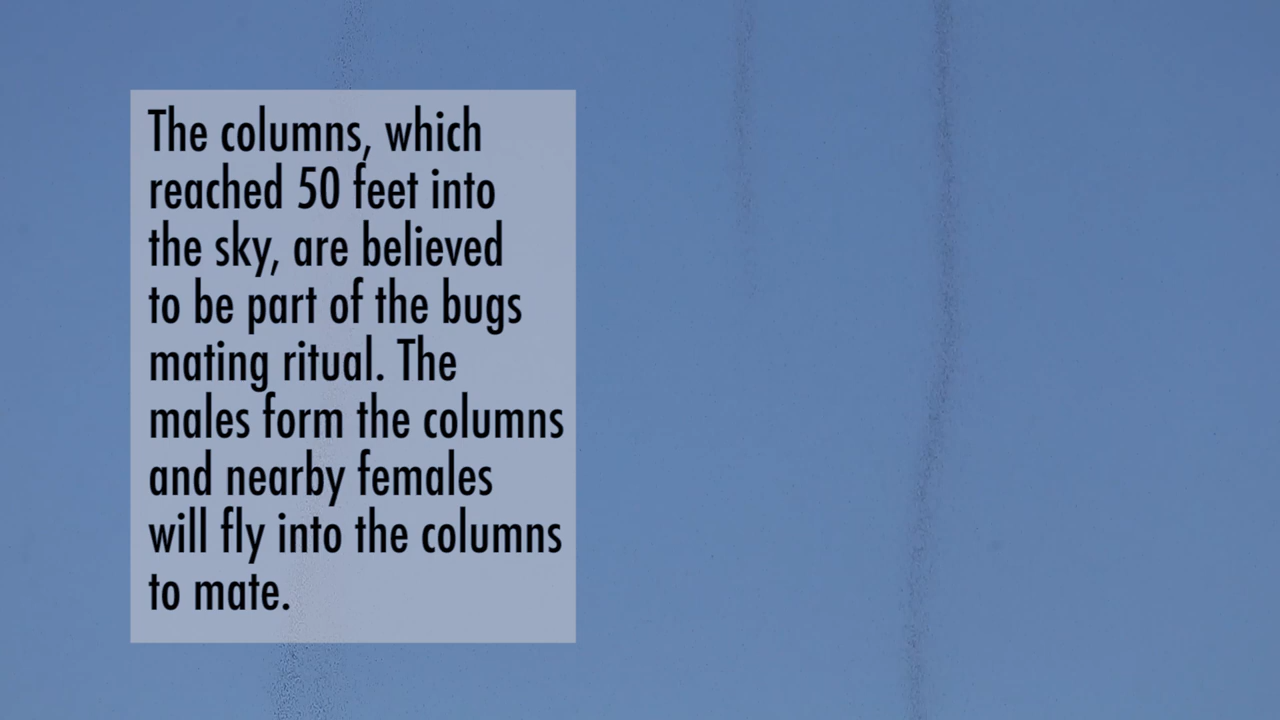 The columns, which
reached 50 feet into
the sky, are believed
to be part of the bugs
mating ritual. The
males form the columns
and nearby females
will fly into the columns
to mate.